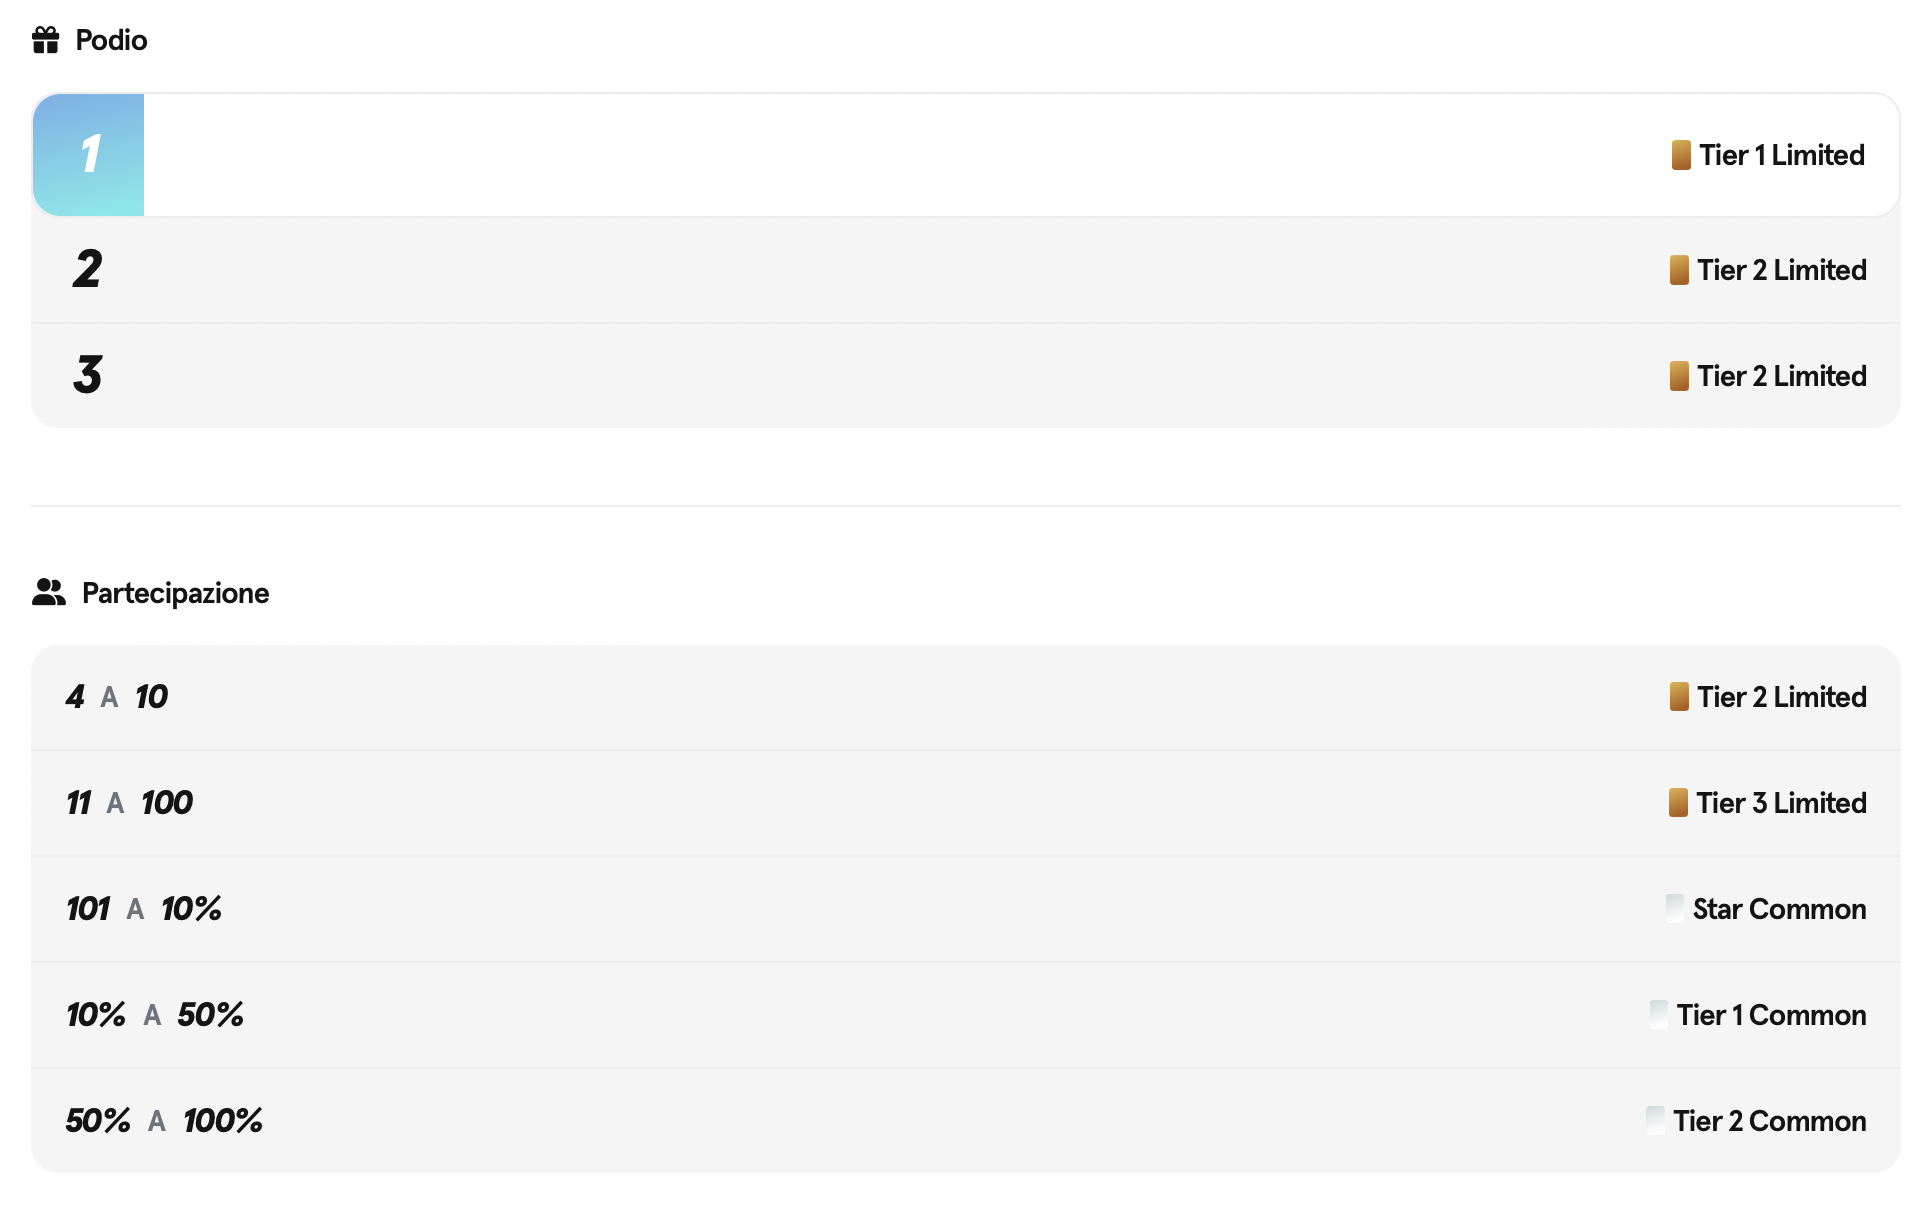 Podio
1 Tier 1 Limited
2 Tier 2 Limited
3 Tier 2 Limited
Partecipazione
4 A 10 Tier 2 Limited
11 A 100 Tier 3 Limited
101 A 10% Star Common
10% A 50% Tier 1 Common
50% A 100% Tier 2 Common